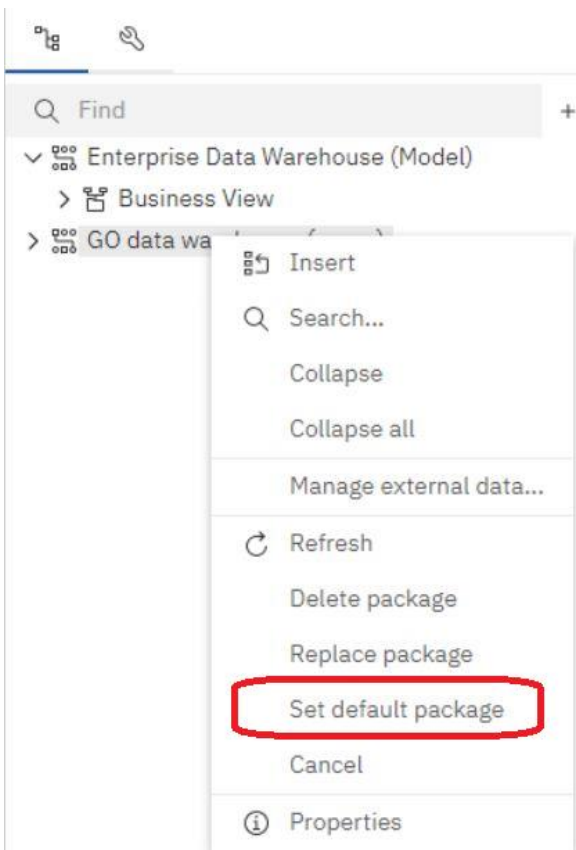 Find
Enterprise Data Warehouse (Model)
Business View
GO data wa
Insert
Search...
Collapse
Collapse all
Manage external data...
Refresh
Delete package
Replace package
Set default package
Cancel
Properties